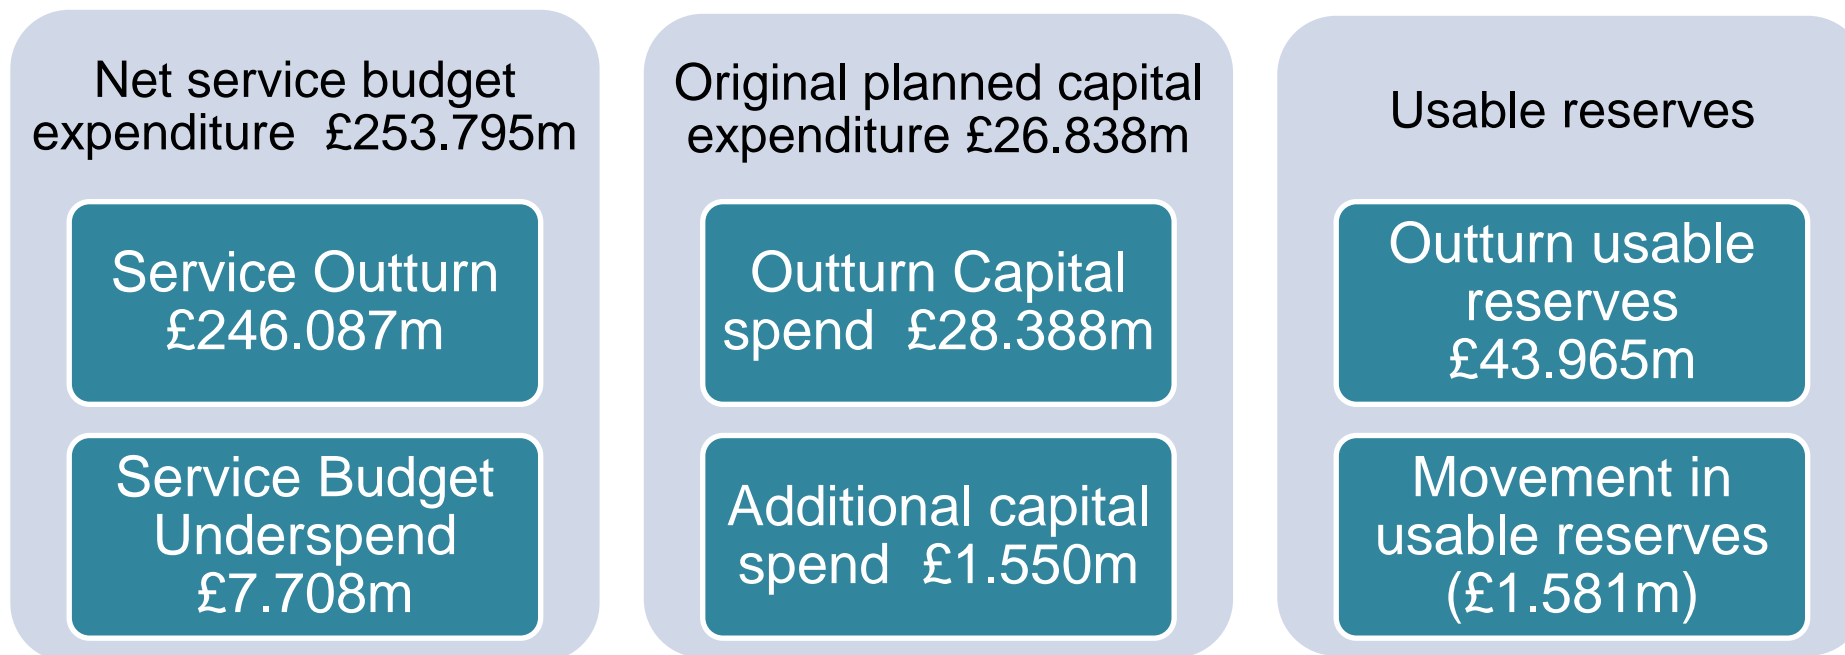 Net service budget
expenditure £253.795m
Service Outturn
£246.087m
Service Budget
Underspend
£7.708m
Original planned capital
expenditure £26.838m
Outturn Capital
spend £28.388m
Additional capital
spend £1.550m
Usable reserves
Outturn usable
reserves
£43.965m
Movement in
usable reserves
(£1.581m)